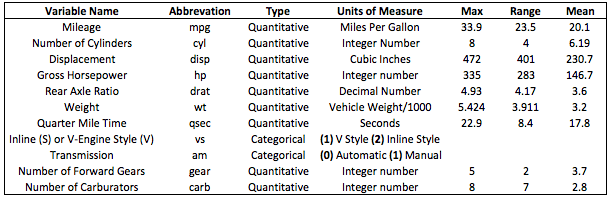 Variable Name Abbrevation Type Units of Measure Max Range Mean
Mileage mpg Quantitative Miles Per Gallon 33.9 23.5 20.1
Number of Cylinders cyl Quantitative Integer Number 8 4 6.19
Displacement disp Quantitative Cubic Inches 472 401 230.7
Gross Horsepower hp Quantitative Integer number 335 283 146.7
Rear Axle Ratio drat Quantitative Decimal Number 4.93 4.17 3.6
Weight wt Quantitative Vehicle Weight/1000 5.424 3.911 3.2
Quarter Mile Time qsec Quantitative Seconds 22.9 8.4 17.8
Inline (S) or V-Engine Style (V) vs Categorical (1) V Style (2) Inline Style
Transmission am Categorical (0) Automatic (1) Manual
Number of Forward Gears gear Quantitative Integer number 5 2 3.7
Number of Carburators carb Quantitative Integer number 8 7 2.8